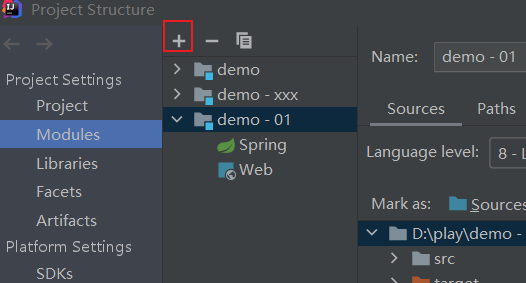 Project Structure
Project Settings
Project
Modules
Libraries
Facets
Artifacts
Platform Settings
SDKs
demo
demo - xxx
demo - 01
Spring
Web
Name: demo - 01
Sources Paths
Language level: 8 - L
Mark as: Sources
D:\play\demo -
src
target